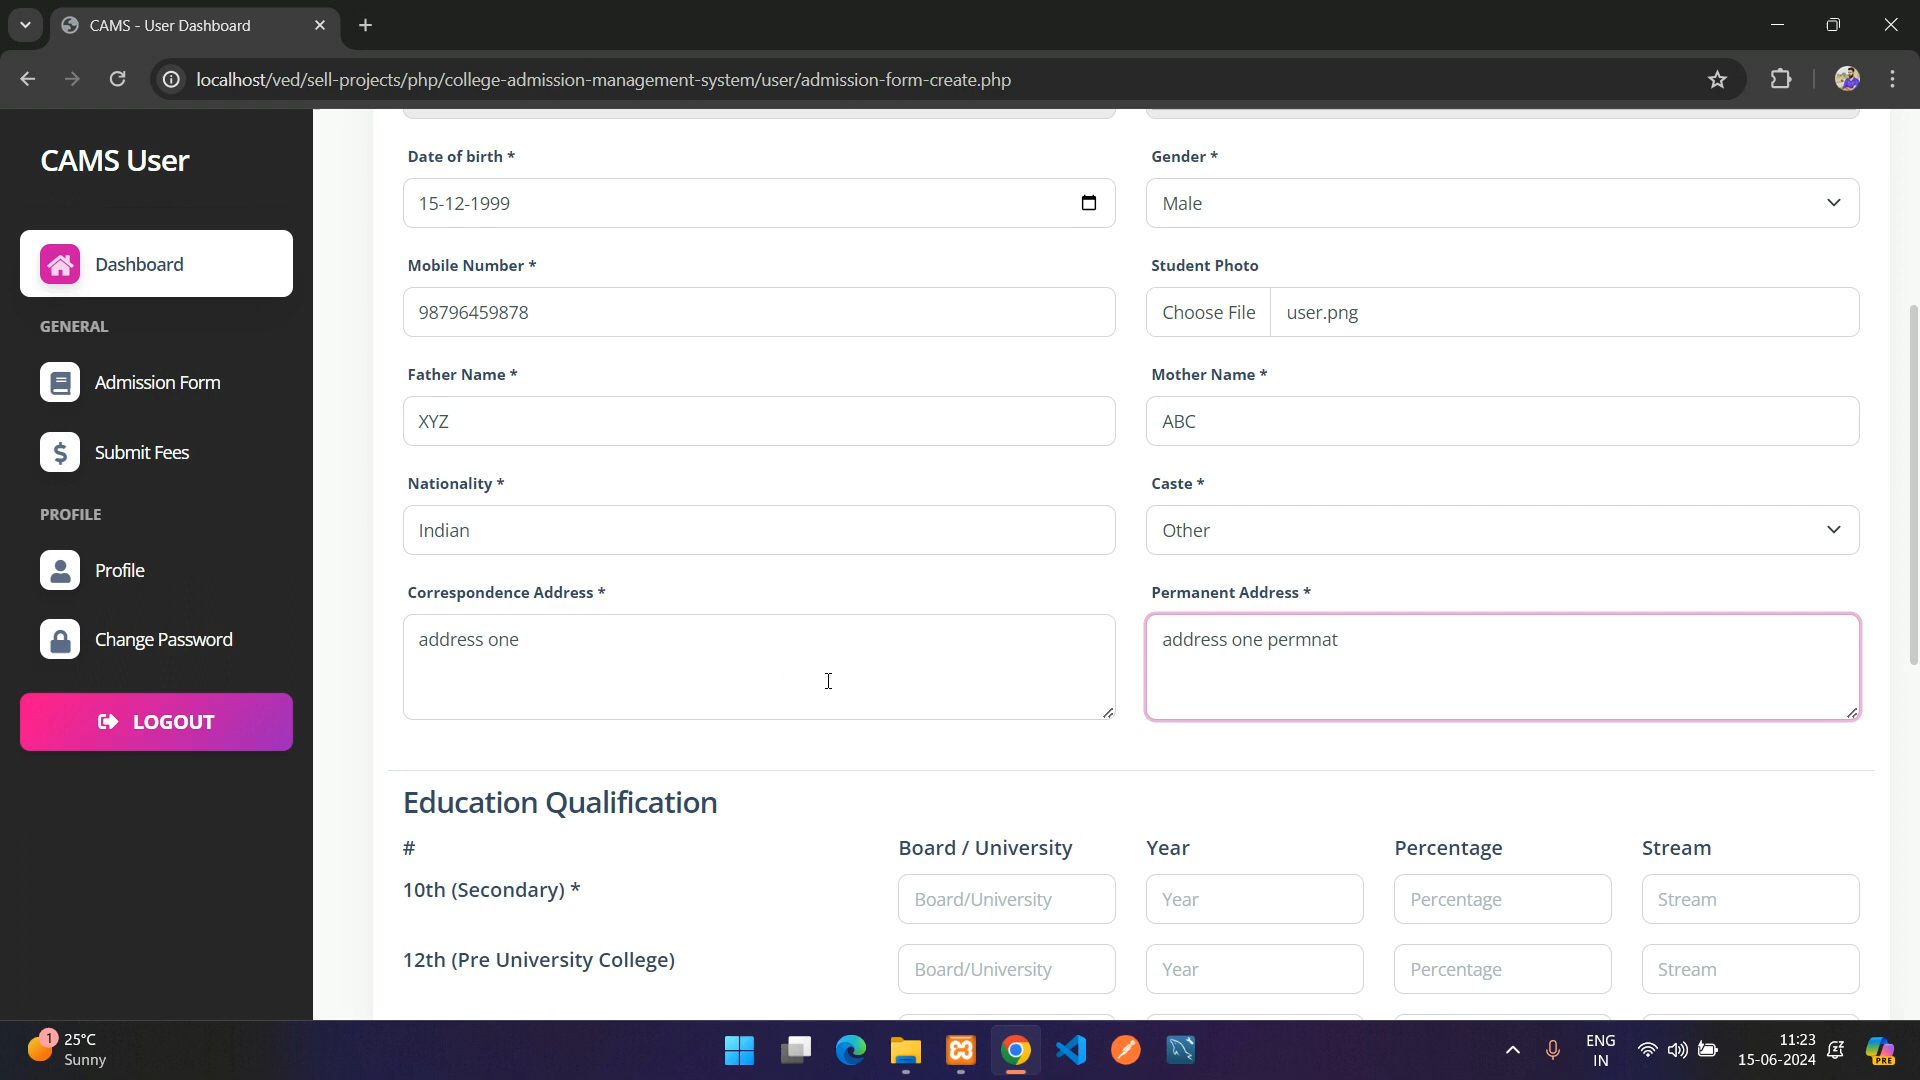 CAMS - User Dashboard
localhost/ved/sell-projects/php/college-admission-management-system/user/admission-form-create.php
CAMS User
Dashboard
GENERAL
Admission Form
Submit Fees
PROFILE
Profile
Change Password
LOGOUT
Date of birth * Gender *
15-12-1999 Male
Mobile Number * Student Photo
98796459878 Choose File user.png
Father Name * Mother Name *
XYZ ABC
Nationality * Caste *
Indian Other
Correspondence Address * Permanent Address *
address one address one permnat
Education Qualification
# Board / University Year Percentage Stream
10th (Secondary) * Board/University Year Percentage Stream
12th (Pre University College) Board/University Year Percentage Stream
1 25°C
Sunny
ENG
IN
11:23
15-06-2024
PRE